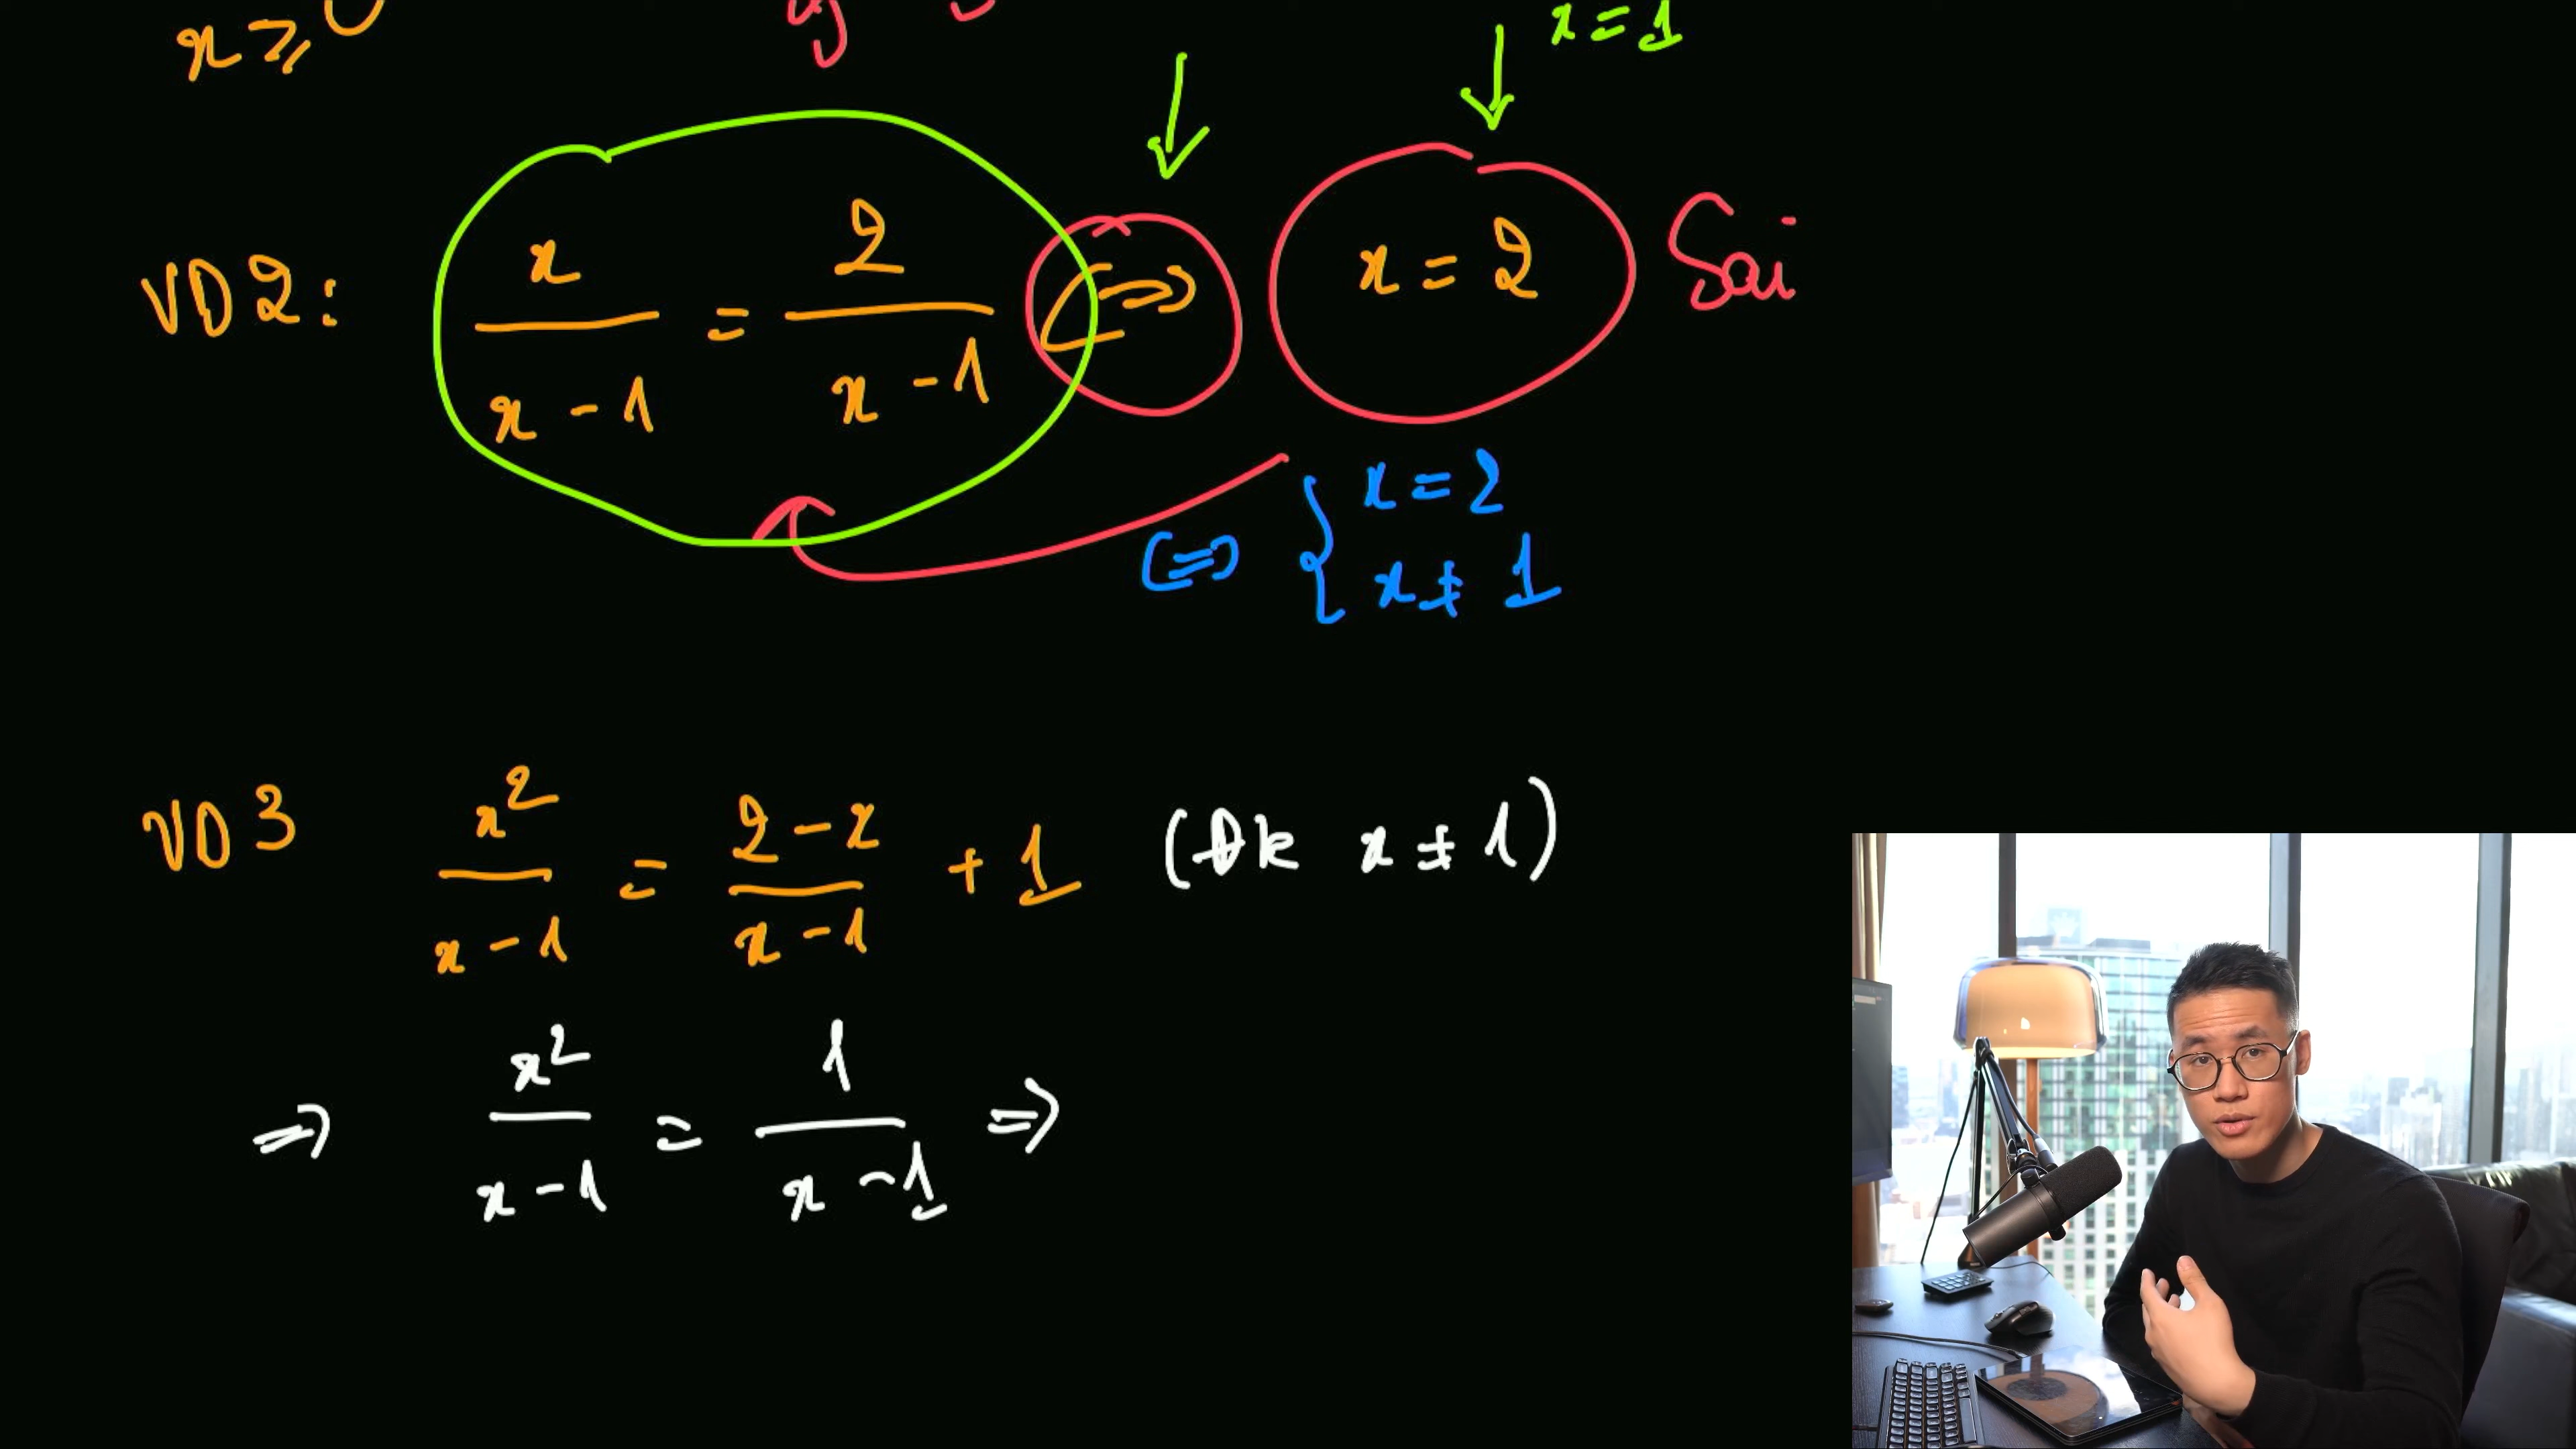 x ≥ 0
x = 1
VD2: x/(x-1) = 2/(x-1) <=> x = 2 Sai
<=> { x = 2
x ≠ 1
VD3 x²/(x-1) = (2-x)/(x-1) + 1 (Đk x ≠ 1)
=> x²/(x-1) = 1/(x-1) =>